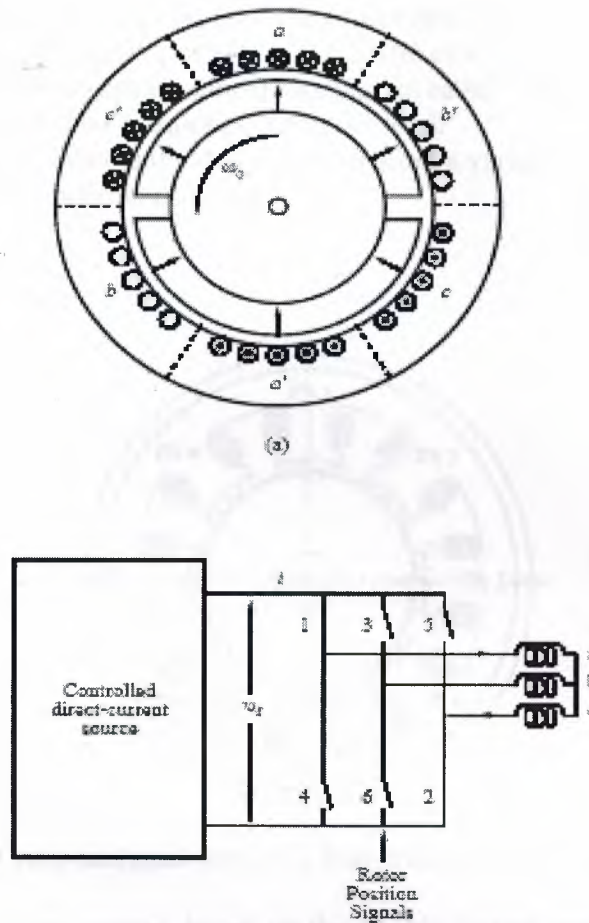 a
c'
b'
ω₀
b
c
a'
(a)
i
1
3
5
Controlled
direct-current
source
4
6
2
Rotor
Position
Signals